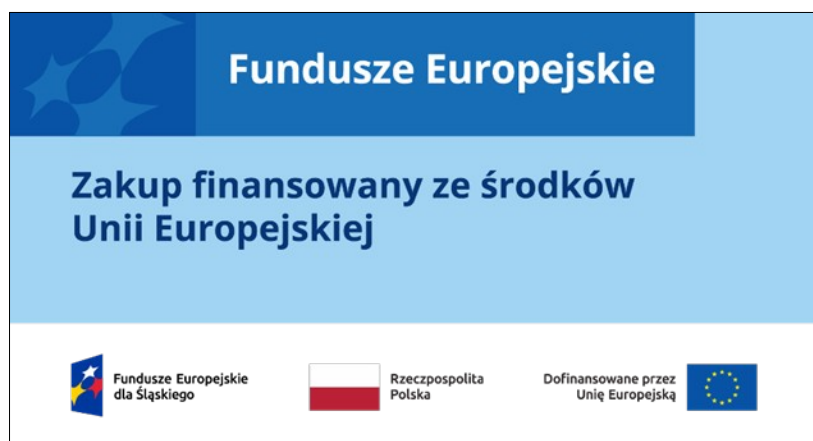 Fundusze Europejskie
Zakup finansowany ze środków
Unii Europejskiej
Fundusze Europejskie
dla Śląskiego
Rzeczpospolita
Polska
Dofinansowane przez
Unię Europejską